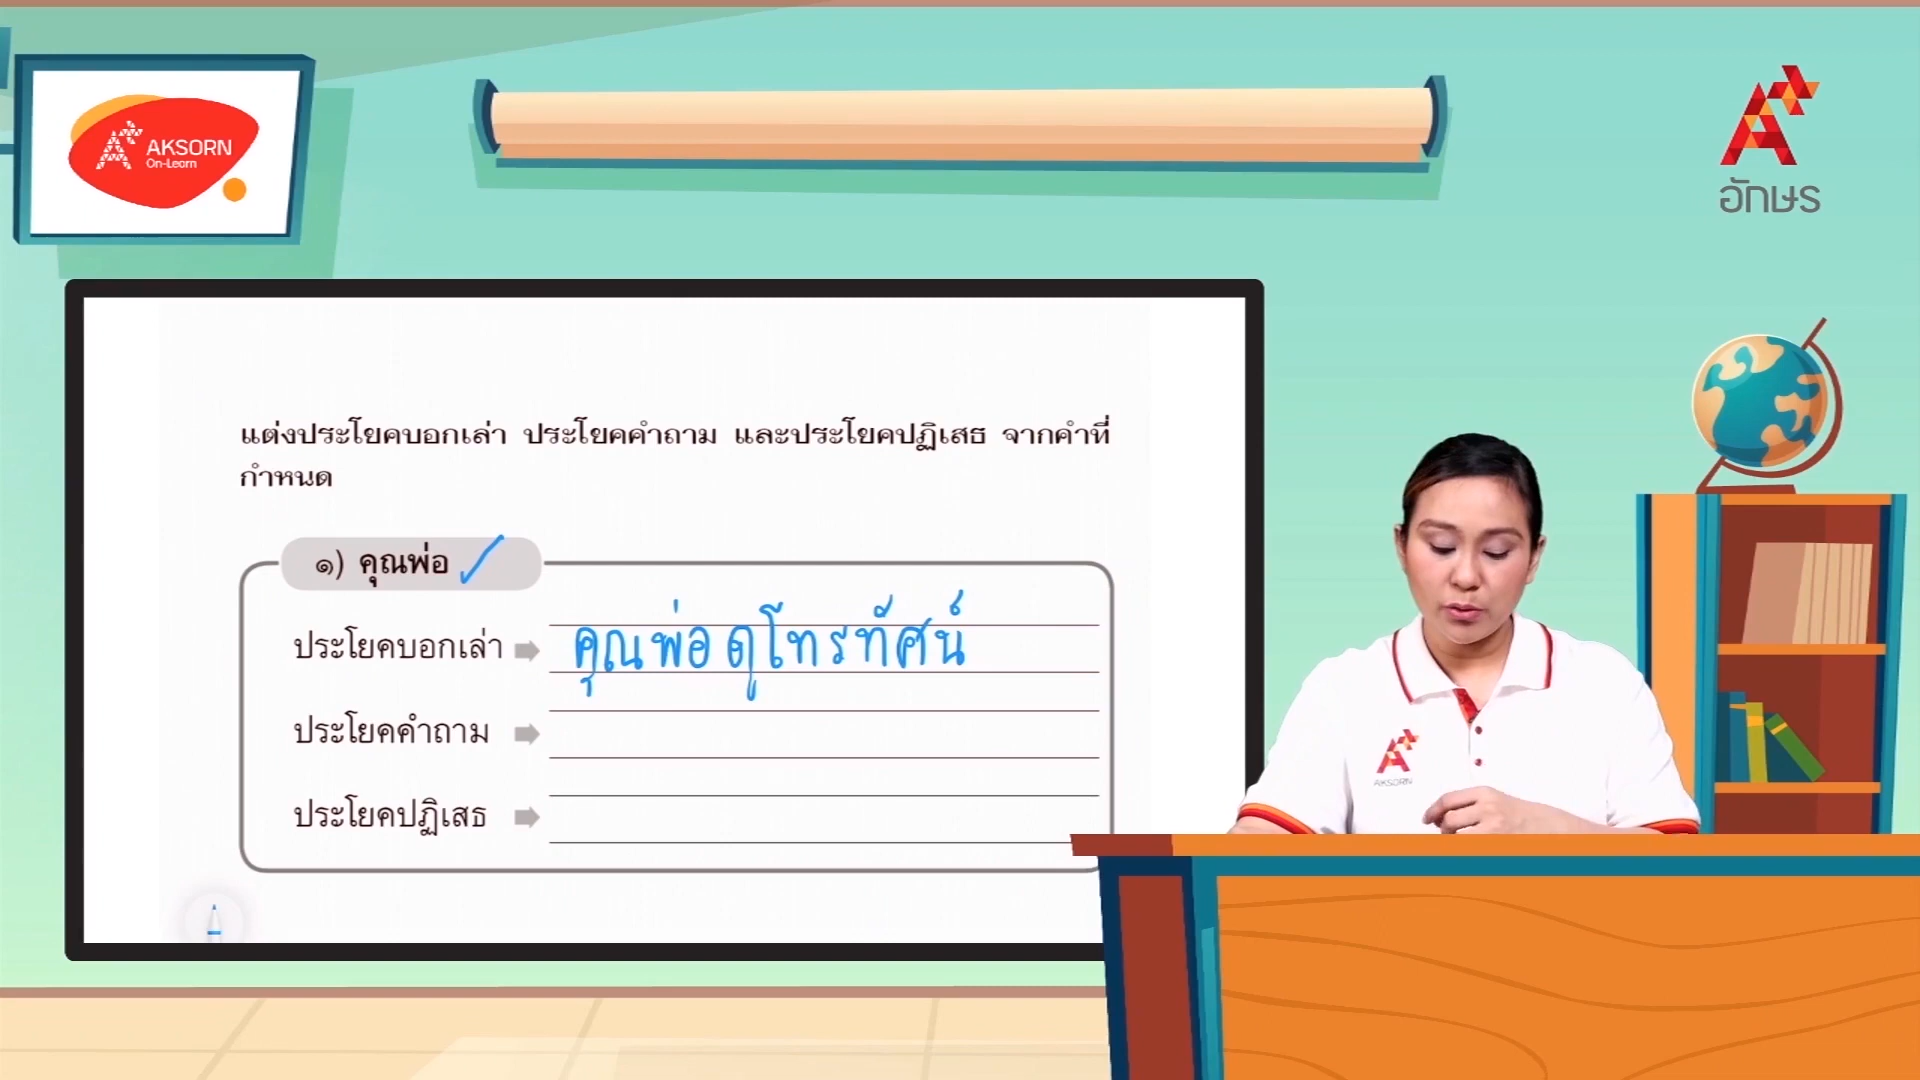 AKSORN
On-Learn
อักษร
แต่งประโยคบอกเล่า ประโยคคำถาม และประโยคปฏิเสธ จากคำที่
กำหนด
๑) คุณพ่อ
ประโยคบอกเล่า คุณพ่อดูโทรทัศน์
ประโยคคำถาม
ประโยคปฏิเสธ
AKSORN